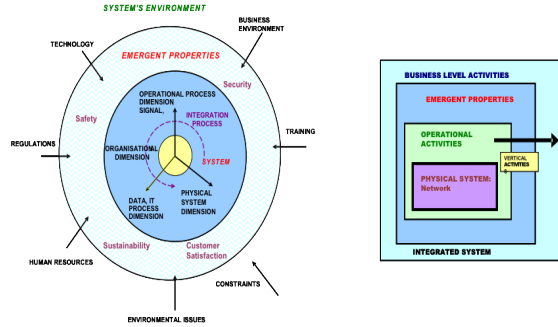 SYSTEM'S ENVIRONMENT
BUSINESS
ENVIRONMENT
TECHNOLOGY
EMERGENT PROPERTIES
Security
OPERATIONAL PROCESS
DIMENSION
SIGNAL,
INTEGRATION
PROCESS
Safety
TRAINING
REGULATIONS
ORGANISATIONAL
DIMENSION
SYSTEM
DATA, IT
PROCESS
DIMENSION
PHYSICAL
SYSTEM
DIMENSION
Sustainability
Customer
Satisfaction
HUMAN RESOURCES
CONSTRAINTS
ENVIRONMENTAL ISSUES
BUSINESS LEVEL ACTIVITIES
EMERGENT PROPERTIES
OPERATIONAL
ACTIVITIES
VERTICAL
ACTIVITIES
S
PHYSICAL SYSTEM:
Network
INTEGRATED SYSTEM